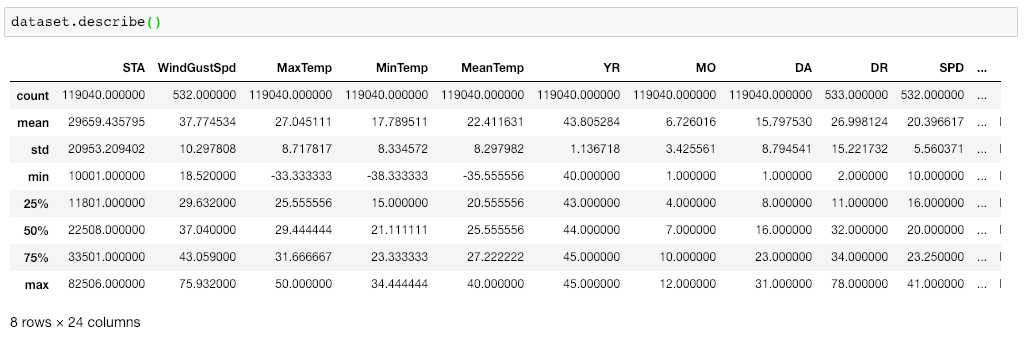 dataset.describe()
STA WindGustSpd MaxTemp MinTemp MeanTemp YR MO DA DR SPD ...
count 119040.000000 532.000000 119040.000000 119040.000000 119040.000000 119040.000000 119040.000000 119040.000000 533.000000 532.000000 ...
mean 29659.435795 37.774534 27.045111 17.789511 22.411631 43.805284 6.726016 15.797530 26.998124 20.396617 ...
std 20953.209402 10.297808 8.717817 8.334572 8.297982 1.136718 3.425561 8.794541 15.221732 5.560371 ...
min 10001.000000 18.520000 -33.333333 -38.333333 -35.555556 40.000000 1.000000 1.000000 2.000000 10.000000 ...
25% 11801.000000 29.632000 25.555556 15.000000 20.555556 43.000000 4.000000 8.000000 11.000000 16.000000 ...
50% 22508.000000 37.040000 29.444444 21.111111 25.555556 44.000000 7.000000 16.000000 32.000000 20.000000 ...
75% 33501.000000 43.059000 31.666667 23.333333 27.222222 45.000000 10.000000 23.000000 34.000000 23.250000 ...
max 82506.000000 75.932000 50.000000 34.444444 40.000000 45.000000 12.000000 31.000000 78.000000 41.000000 ...
8 rows × 24 columns